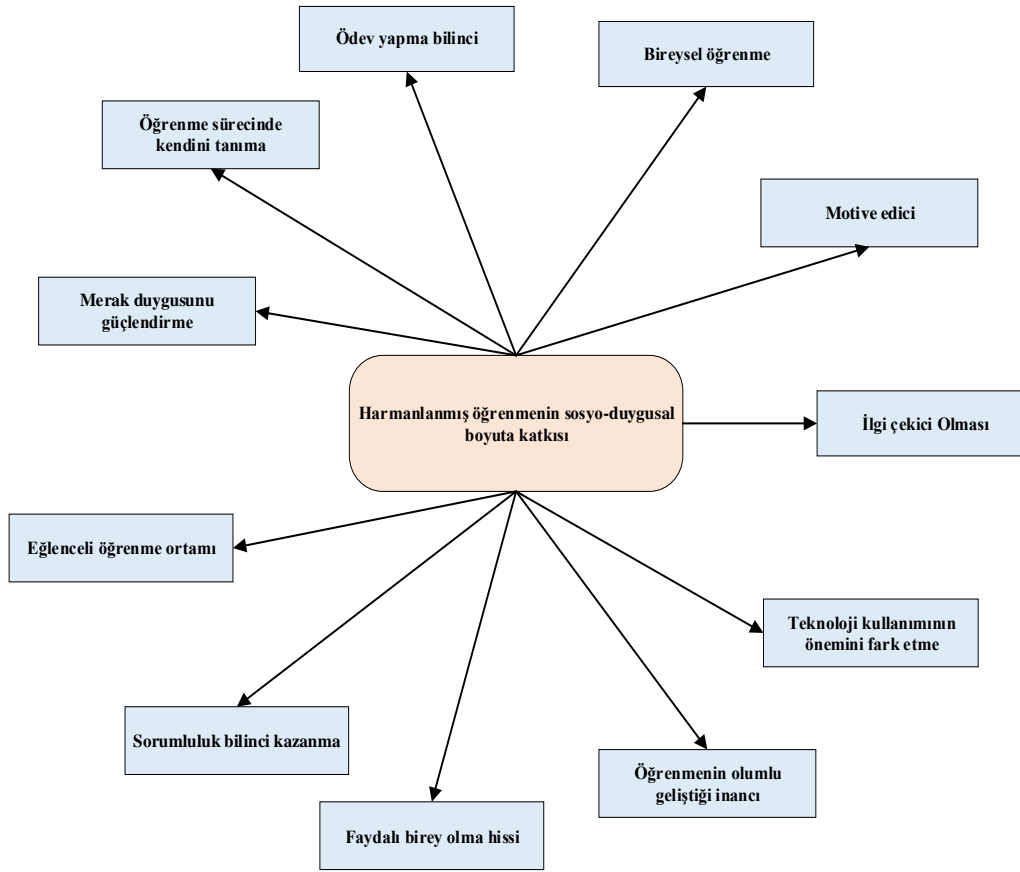 Ödev yapma bilinci
Bireysel öğrenme
Öğrenme sürecinde
kendini tanıma
Motive edici
Merak duygusunu
güçlendirme
Harmanlanmış öğrenmenin sosyo-duygusal
boyuta katkısı
İlgi çekici Olması
Eğlenceli öğrenme ortamı
Teknoloji kullanımının
önemini fark etme
Sorumluluk bilinci kazanma
Öğrenmenin olumlu
geliştiği inancı
Faydalı birey olma hissi